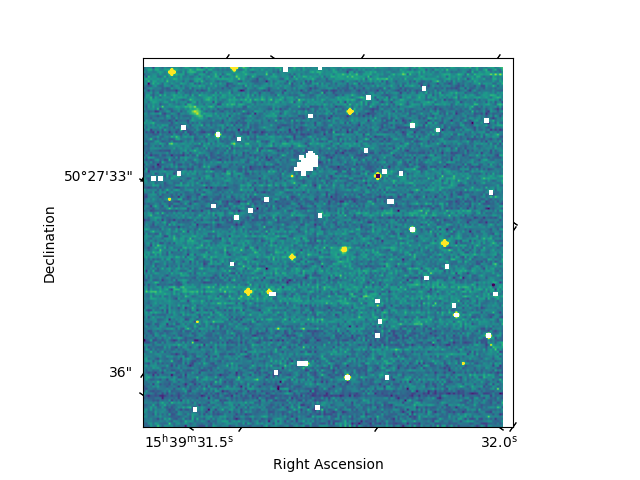 50°27'33"
Declination
36"
15ʰ39ᵐ31.5ˢ
32.0ˢ
Right Ascension